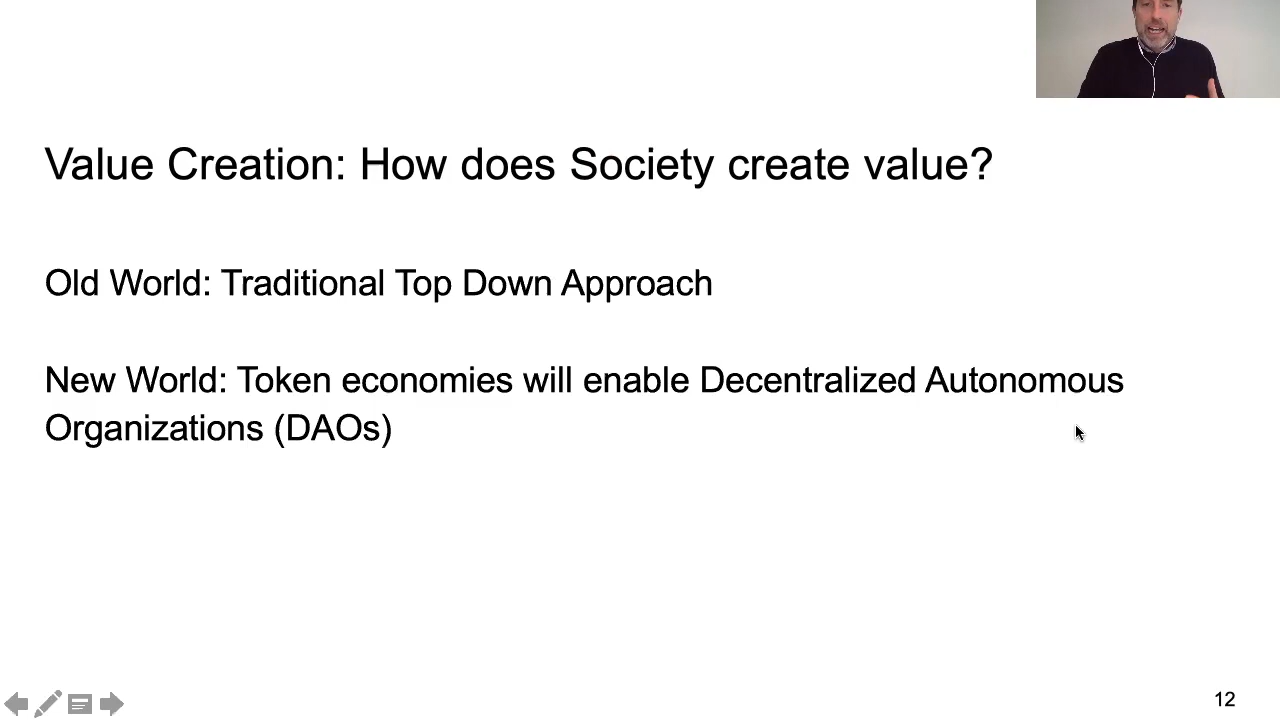 Value Creation: How does Society create value?
Old World: Traditional Top Down Approach
New World: Token economies will enable Decentralized Autonomous
Organizations (DAOs)
12